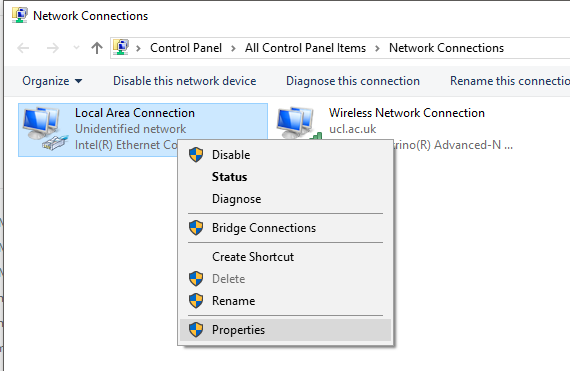 Network Connections
Control Panel > All Control Panel Items > Network Connections
Organize Disable this network device Diagnose this connection Rename this connectio
Local Area Connection
Unidentified network
Intel(R) Ethernet Co
Wireless Network Connection
ucl.ac.uk
rino(R) Advanced-N ...
Disable
Status
Diagnose
Bridge Connections
Create Shortcut
Delete
Rename
Properties